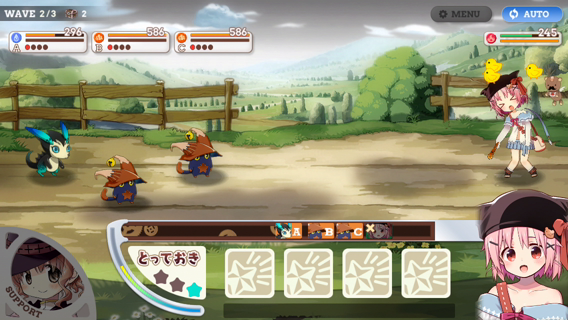 WAVE 2/3 2
MENU
AUTO
296
586
586
245
A
B
C
A B C
とっておき
SUPPORT